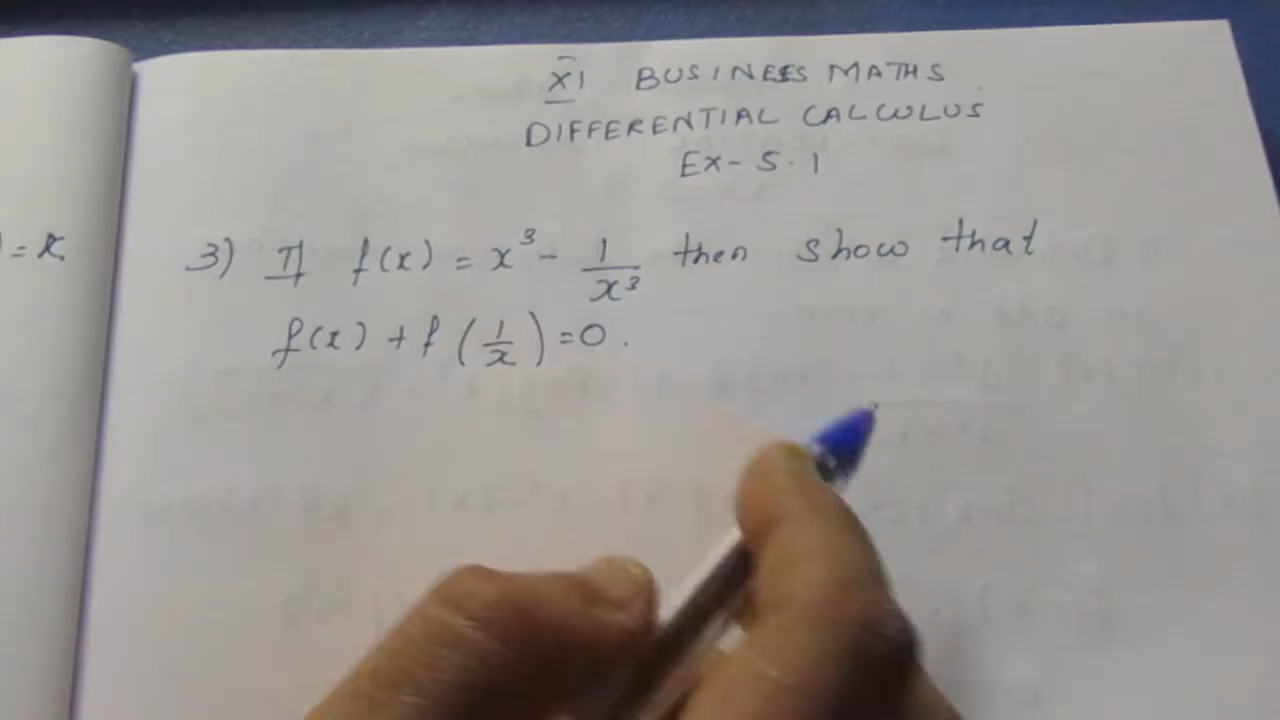 XI BUSINESS MATHS
DIFFERENTIAL CALCULUS
Ex-5.1
) = x
3) If f(x) = x³ - 1/x³ then show that
f(x) + f(1/x) = 0.